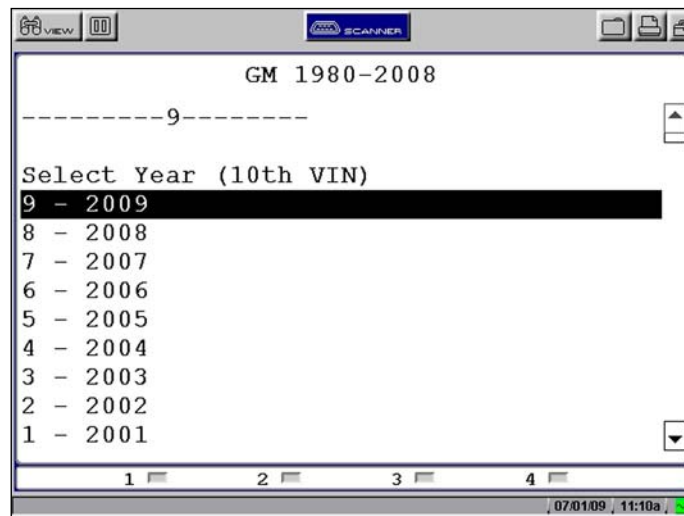 VIEW SCANNER
GM 1980-2008
---------9--------
Select Year (10th VIN)
9 - 2009
8 - 2008
7 - 2007
6 - 2006
5 - 2005
4 - 2004
3 - 2003
2 - 2002
1 - 2001
1 2 3 4
07/01/09 11:10a